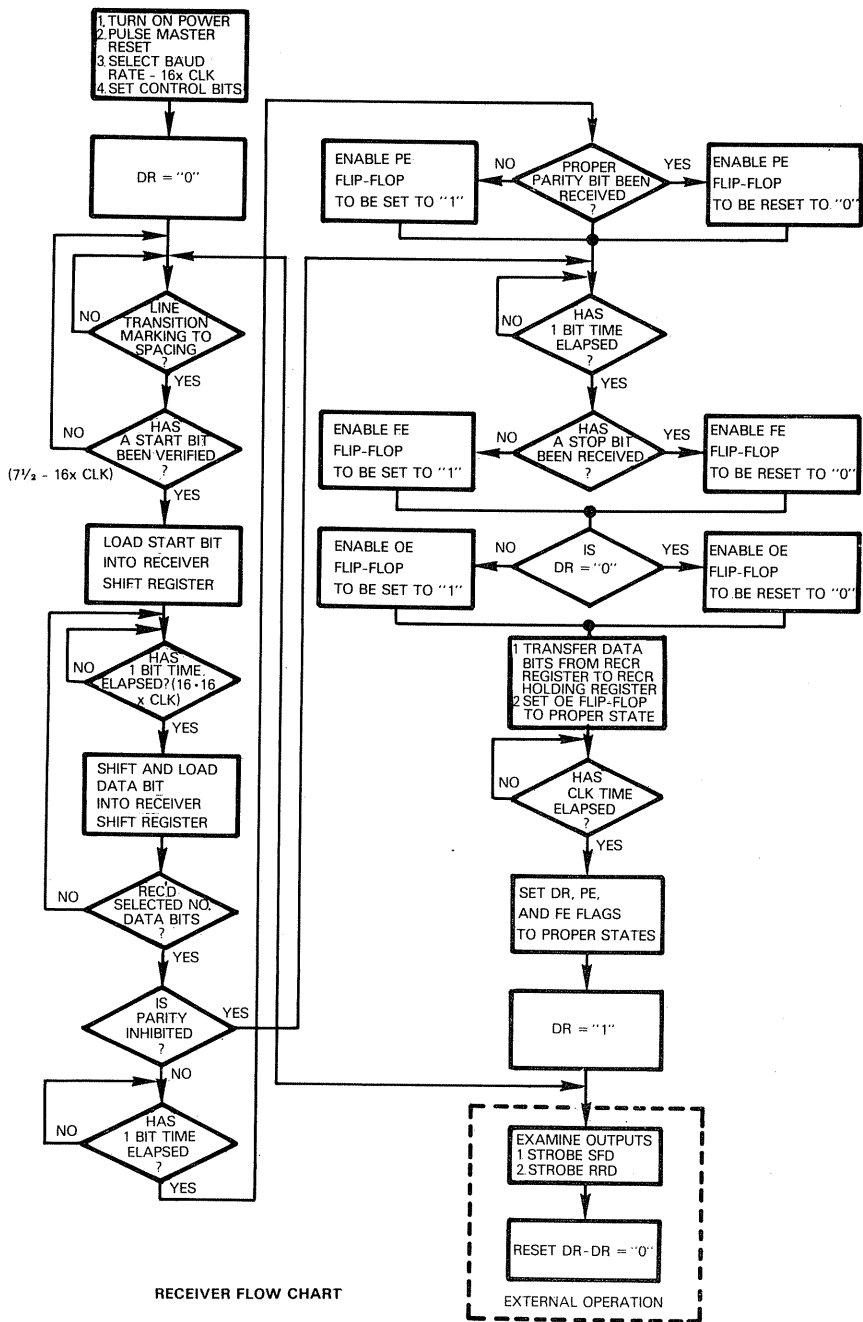 1. TURN ON POWER
2. PULSE MASTER
RESET
3. SELECT BAUD
RATE - 16x CLK
4. SET CONTROL BITS
DR = "0"
LINE
TRANSITION
MARKING TO
SPACING
?
NO
YES
HAS
A START BIT
BEEN VERIFIED
?
NO
(7½ - 16x CLK)
YES
LOAD START BIT
INTO RECEIVER
SHIFT REGISTER
HAS
1 BIT TIME
ELAPSED? (16 · 16
x CLK)
NO
YES
SHIFT AND LOAD
DATA BIT
INTO RECEIVER
SHIFT REGISTER
REC'D
SELECTED NO.
DATA BITS
?
NO
YES
IS
PARITY
INHIBITED
?
YES
NO
HAS
1 BIT TIME
ELAPSED
?
NO
YES
PROPER
PARITY BIT BEEN
RECEIVED
?
NO
YES
ENABLE PE
FLIP-FLOP
TO BE SET TO "1"
ENABLE PE
FLIP-FLOP
TO BE RESET TO "0"
HAS
1 BIT TIME
ELAPSED
?
NO
YES
HAS
A STOP BIT
BEEN RECEIVED
?
NO
YES
ENABLE FE
FLIP-FLOP
TO BE SET TO "1"
ENABLE FE
FLIP-FLOP
TO BE RESET TO "0"
IS
DR = "0"
NO
YES
ENABLE OE
FLIP-FLOP
TO BE SET TO "1"
ENABLE OE
FLIP-FLOP
TO BE RESET TO "0"
1 TRANSFER DATA
BITS FROM RECR
REGISTER TO RECR
HOLDING REGISTER
2 SET OE FLIP-FLOP
TO PROPER STATE
HAS
CLK TIME
ELAPSED
?
NO
YES
SET DR, PE,
AND FE FLAGS
TO PROPER STATES
DR = "1"
EXAMINE OUTPUTS
1 STROBE SFD
2. STROBE RRD
RESET DR-DR = "0"
EXTERNAL OPERATION
RECEIVER FLOW CHART